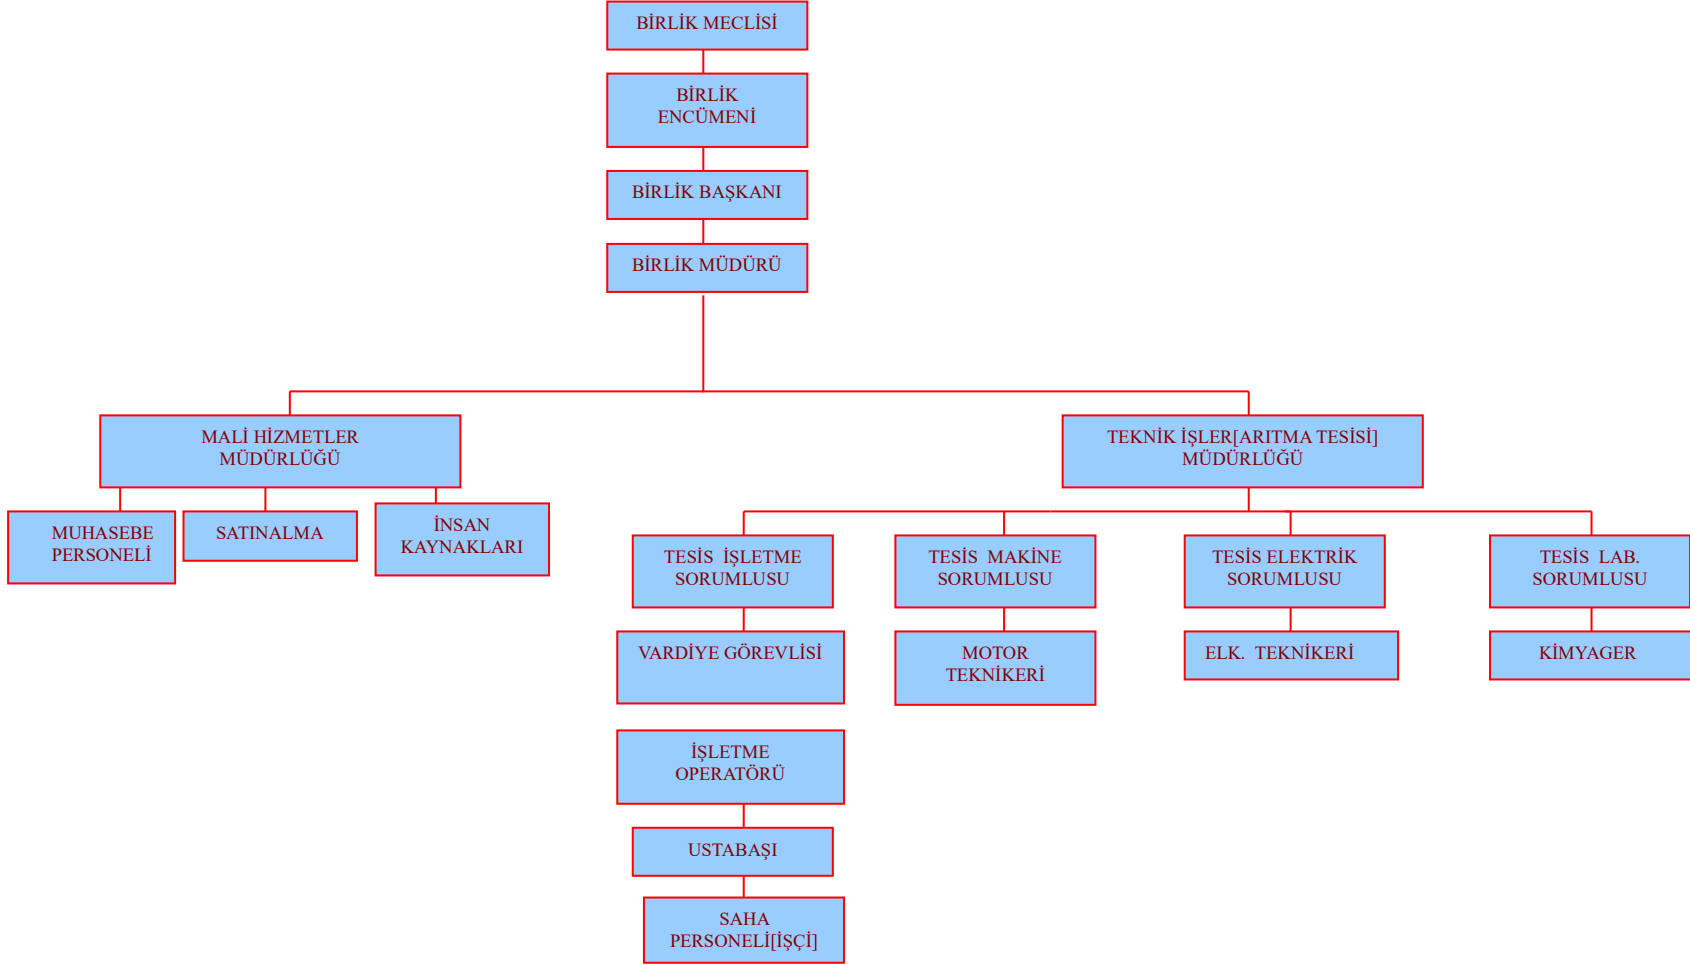 BİRLİK MECLİSİ
BİRLİK
ENCÜMENİ
BİRLİK BAŞKANI
BİRLİK MÜDÜRÜ
MALİ HİZMETLER
MÜDÜRLÜĞÜ
TEKNİK İŞLER[ARITMA TESİSİ]
MÜDÜRLÜĞÜ
MUHASEBE
PERSONELİ
SATINALMA
İNSAN
KAYNAKLARI
TESİS İŞLETME
SORUMLUSU
TESİS MAKİNE
SORUMLUSU
TESİS ELEKTRİK
SORUMLUSU
TESİS LAB.
SORUMLUSU
VARDİYE GÖREVLİSİ
MOTOR
TEKNİKERİ
ELK. TEKNİKERİ
KİMYAGER
İŞLETME
OPERATÖRÜ
USTABAŞI
SAHA
PERSONELİ[İŞÇİ]